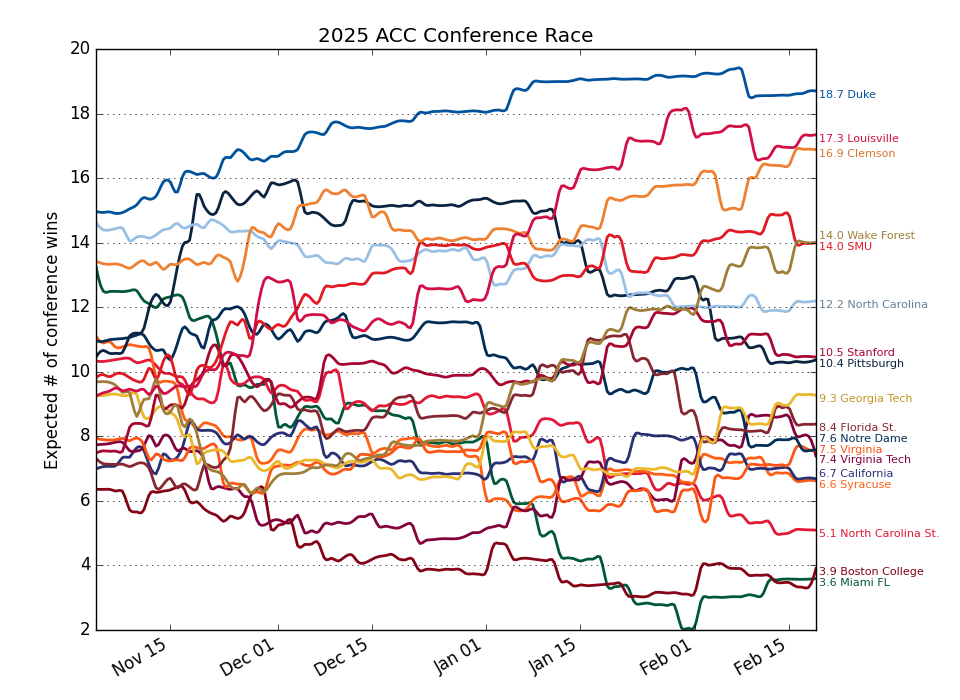 2025 ACC Conference Race
Expected # of conference wins
20
18
16
14
12
10
8
6
4
2
18.7 Duke
17.3 Louisville
16.9 Clemson
14.0 Wake Forest
14.0 SMU
12.2 North Carolina
10.5 Stanford
10.4 Pittsburgh
9.3 Georgia Tech
8.4 Florida St.
7.6 Notre Dame
7.5 Virginia
7.4 Virginia Tech
6.7 California
6.6 Syracuse
5.1 North Carolina St.
3.9 Boston College
3.6 Miami FL
Nov 15
Dec 01
Dec 15
Jan 01
Jan 15
Feb 01
Feb 15